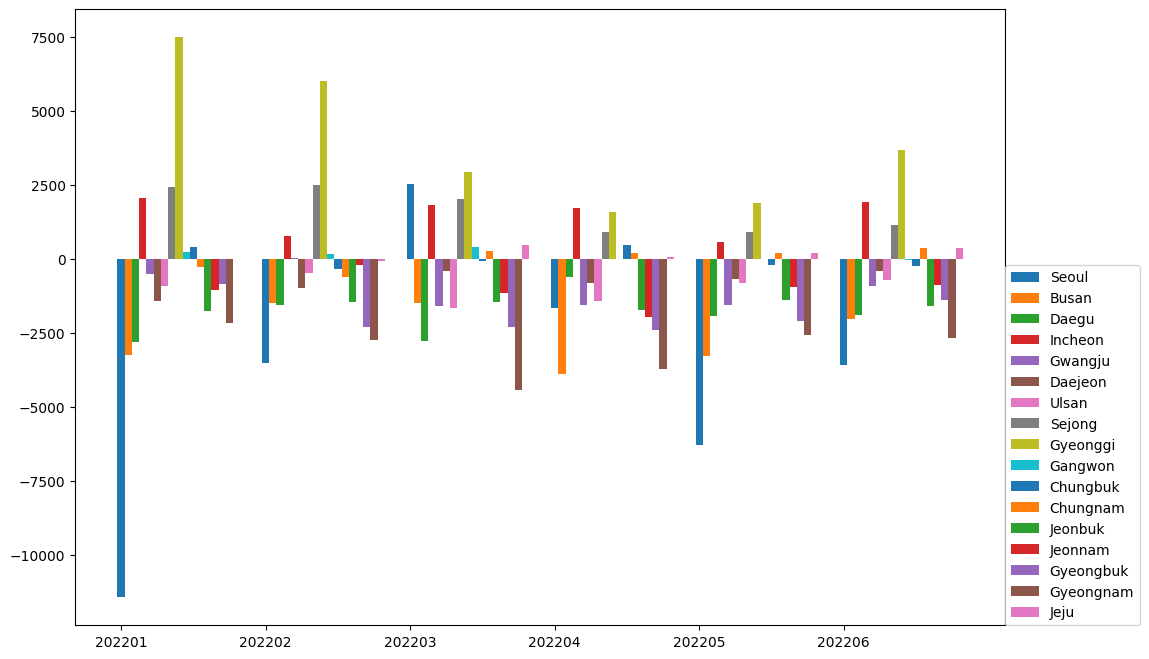 7500
5000
2500
0
−2500
−5000
−7500
−10000
202201
202202
202203
202204
202205
202206
Seoul
Busan
Daegu
Incheon
Gwangju
Daejeon
Ulsan
Sejong
Gyeonggi
Gangwon
Chungbuk
Chungnam
Jeonbuk
Jeonnam
Gyeongbuk
Gyeongnam
Jeju